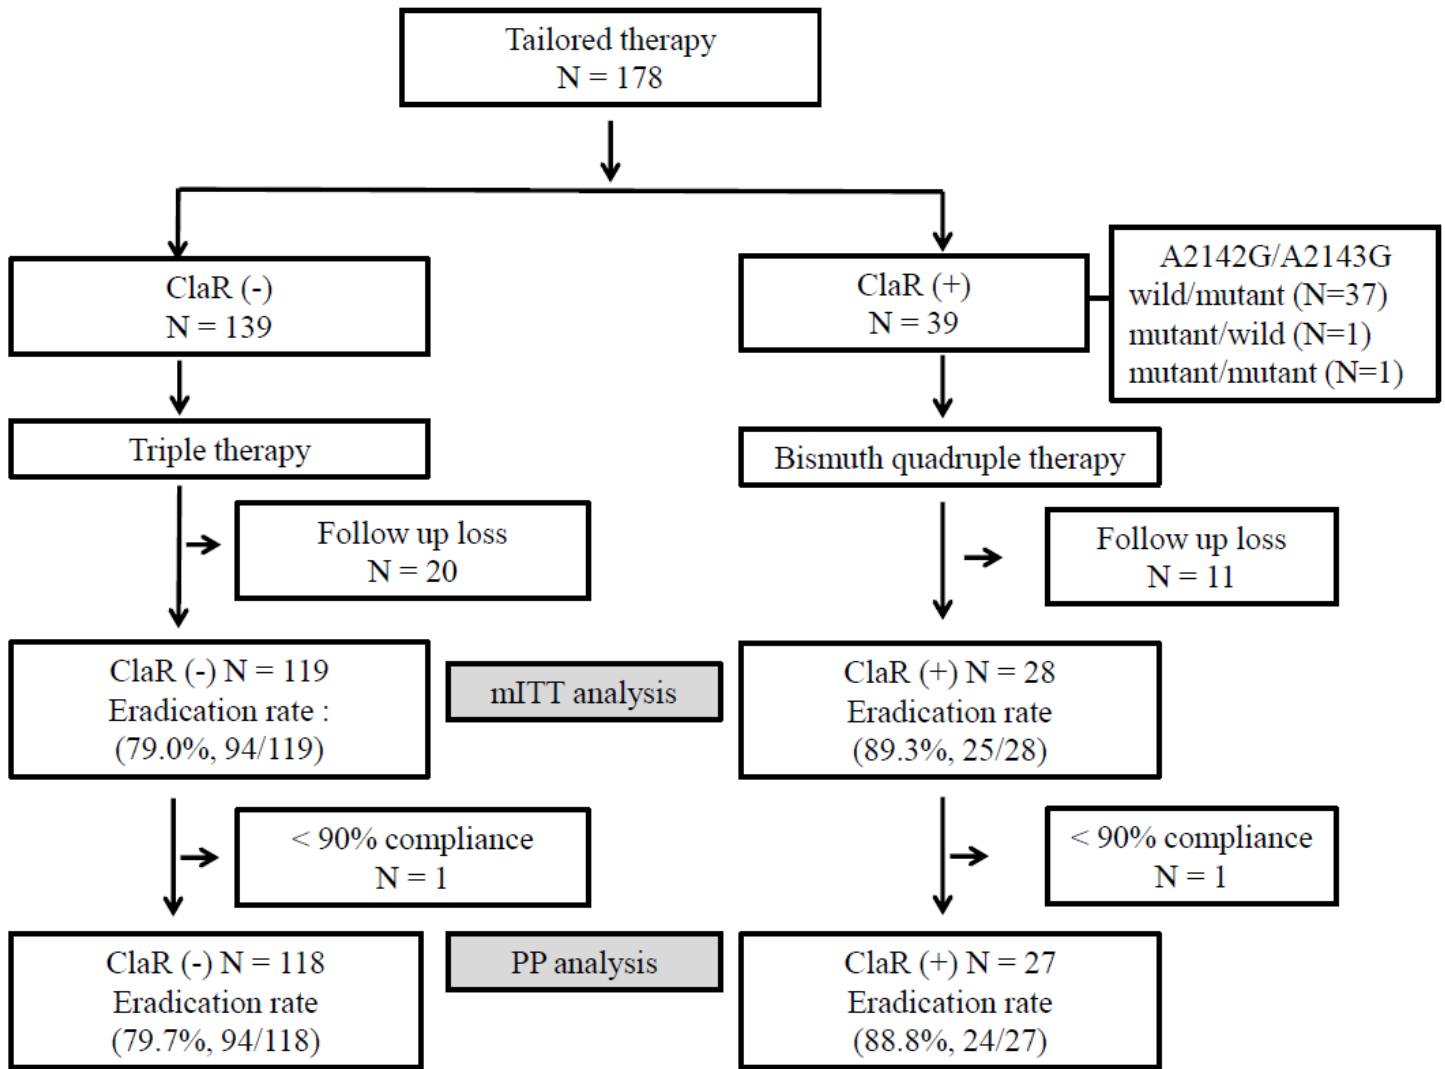 Tailored therapy
N = 178
ClaR (-)
N = 139
ClaR (+)
N = 39
A2142G/A2143G
wild/mutant (N=37)
mutant/wild (N=1)
mutant/mutant (N=1)
Triple therapy
Bismuth quadruple therapy
Follow up loss
N = 20
Follow up loss
N = 11
ClaR (-) N = 119
Eradication rate :
(79.0%, 94/119)
mITT analysis
ClaR (+) N = 28
Eradication rate
(89.3%, 25/28)
< 90% compliance
N = 1
< 90% compliance
N = 1
ClaR (-) N = 118
Eradication rate
(79.7%, 94/118)
PP analysis
ClaR (+) N = 27
Eradication rate
(88.8%, 24/27)